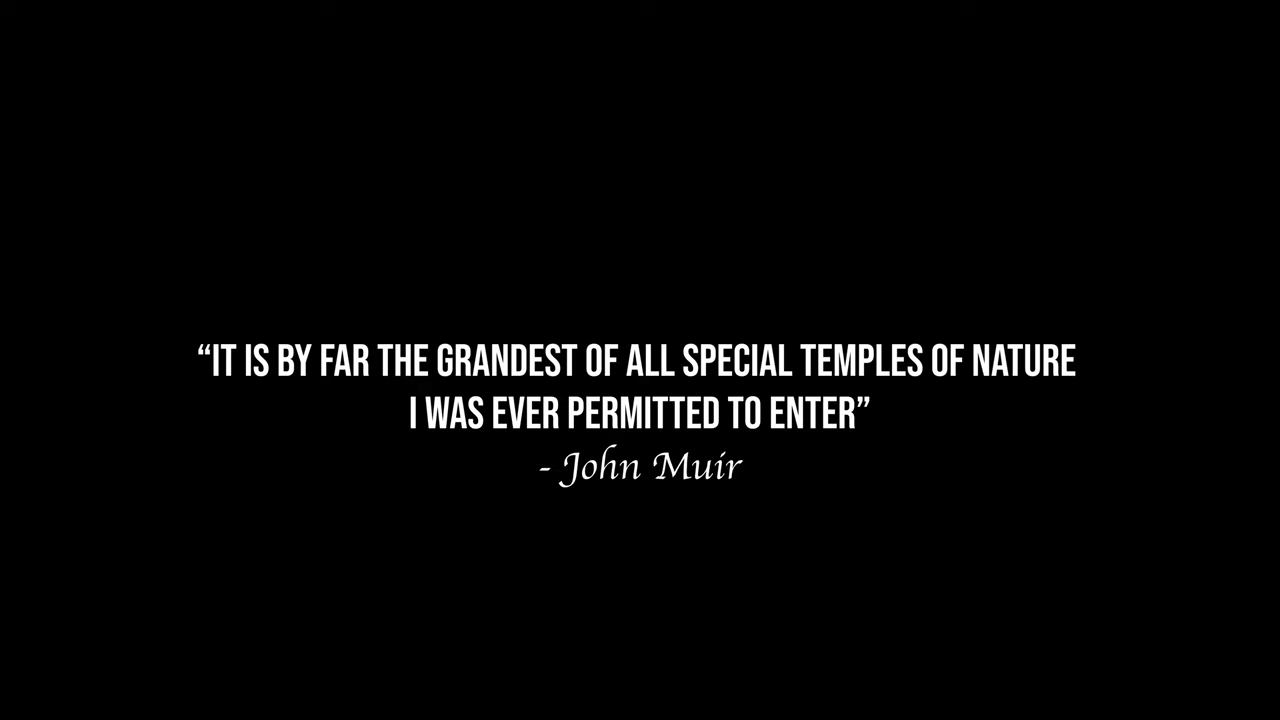 “IT IS BY FAR THE GRANDEST OF ALL SPECIAL TEMPLES OF NATURE
I WAS EVER PERMITTED TO ENTER”
- John Muir